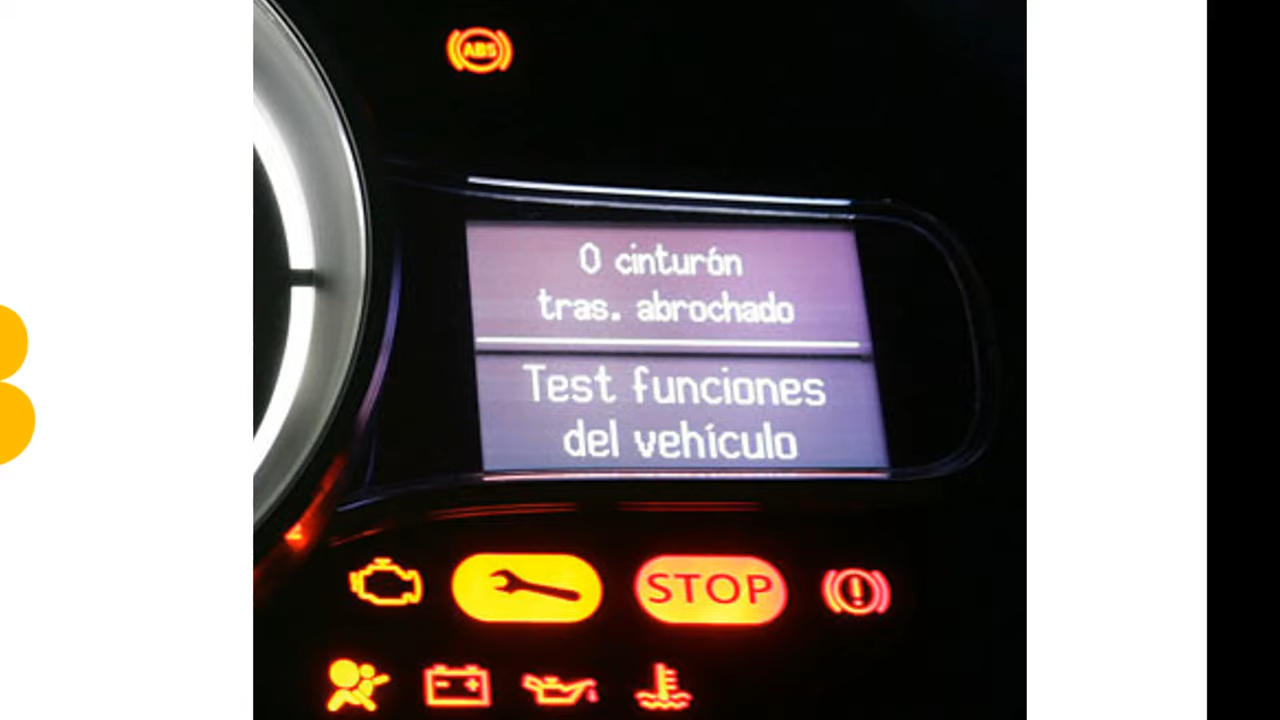 ABS
0 cinturón
tras. abrochado
Test funciones
del vehículo
STOP